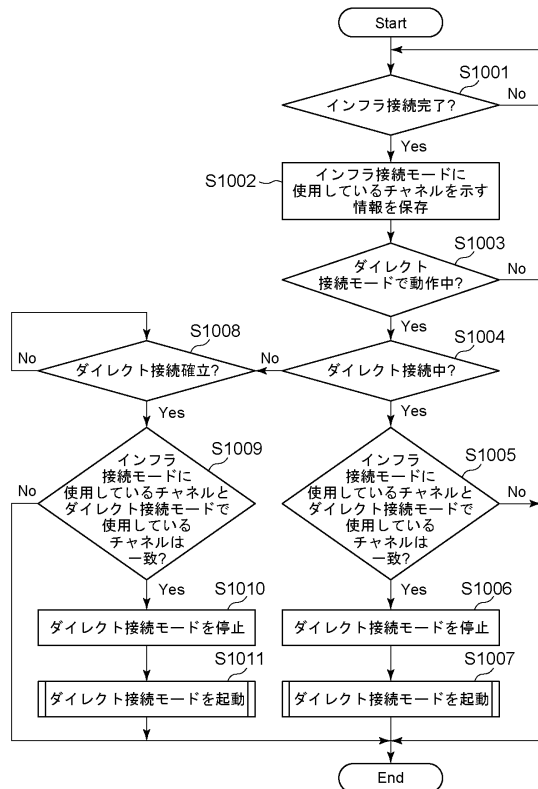 Start
S1001
インフラ接続完了?
No
Yes
S1002
インフラ接続モードに
使用しているチャネルを示す
情報を保存
S1003
ダイレクト
接続モードで動作中?
No
Yes
S1008
ダイレクト接続確立?
No
Yes
S1004
ダイレクト接続中?
No
Yes
S1009
インフラ
接続モードに
使用しているチャネルと
ダイレクト接続モードで
使用している
チャネルは
一致?
No
Yes
S1005
インフラ
接続モードに
使用しているチャネルと
ダイレクト接続モードで
使用している
チャネルは
一致?
No
Yes
S1010
ダイレクト接続モードを停止
S1006
ダイレクト接続モードを停止
S1011
ダイレクト接続モードを起動
S1007
ダイレクト接続モードを起動
End